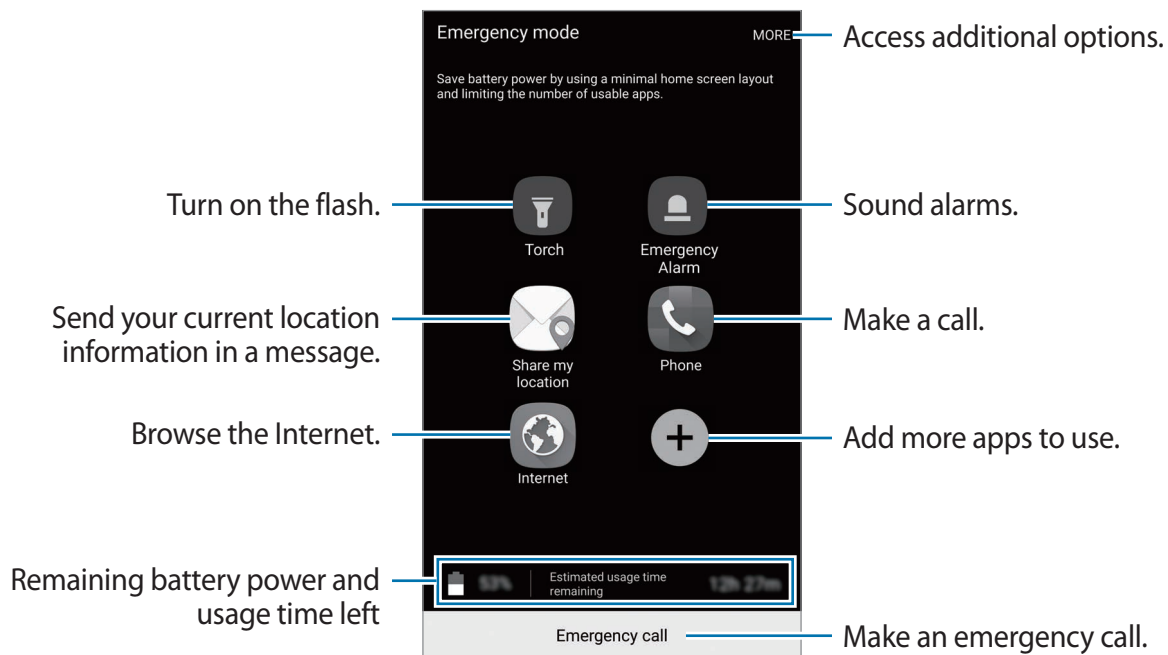 Emergency mode
MORE
Access additional options.
Save battery power by using a minimal home screen layout
and limiting the number of usable apps.
Turn on the flash.
Torch
Emergency
Alarm
Sound alarms.
Send your current location
information in a message.
Share my
location
Phone
Make a call.
Browse the Internet.
Internet
Add more apps to use.
Remaining battery power and
usage time left
53%
Estimated usage time
remaining
12h 27m
Emergency call
Make an emergency call.